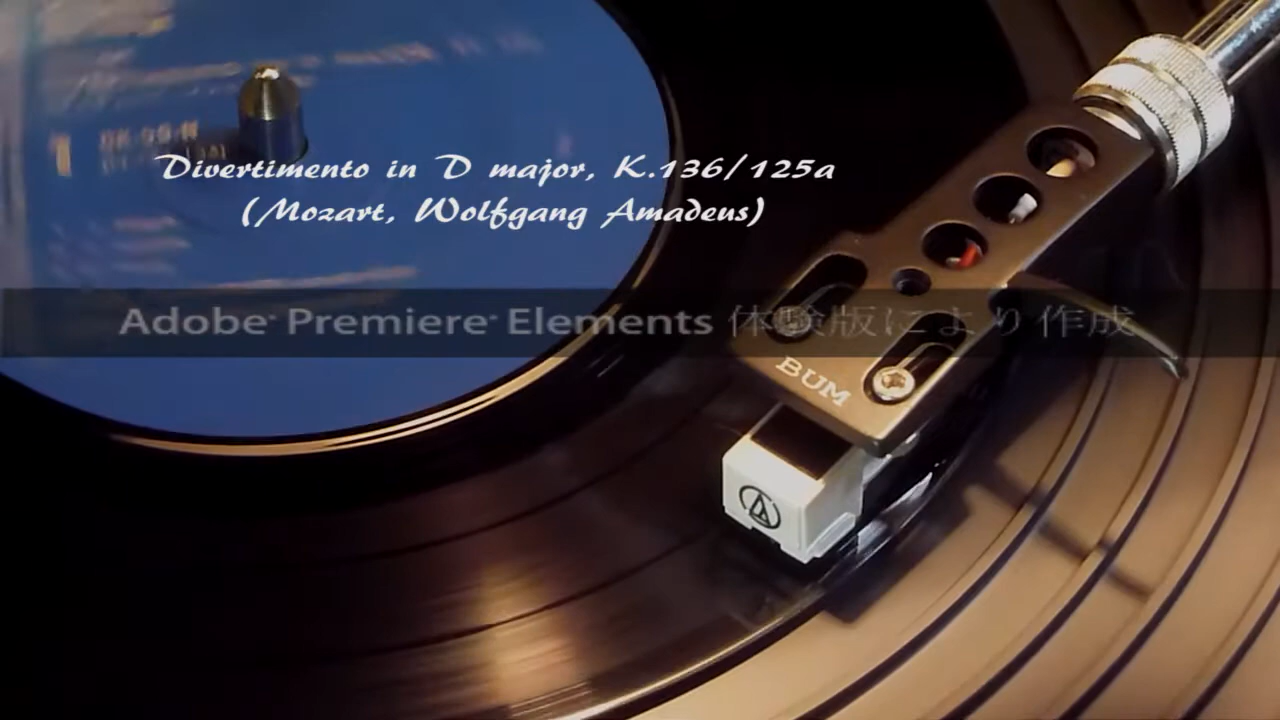 Divertimento in D major, K.136/125a
(Mozart, Wolfgang Amadeus)
Adobe® Premiere® Elements 体験版により作成
BUM